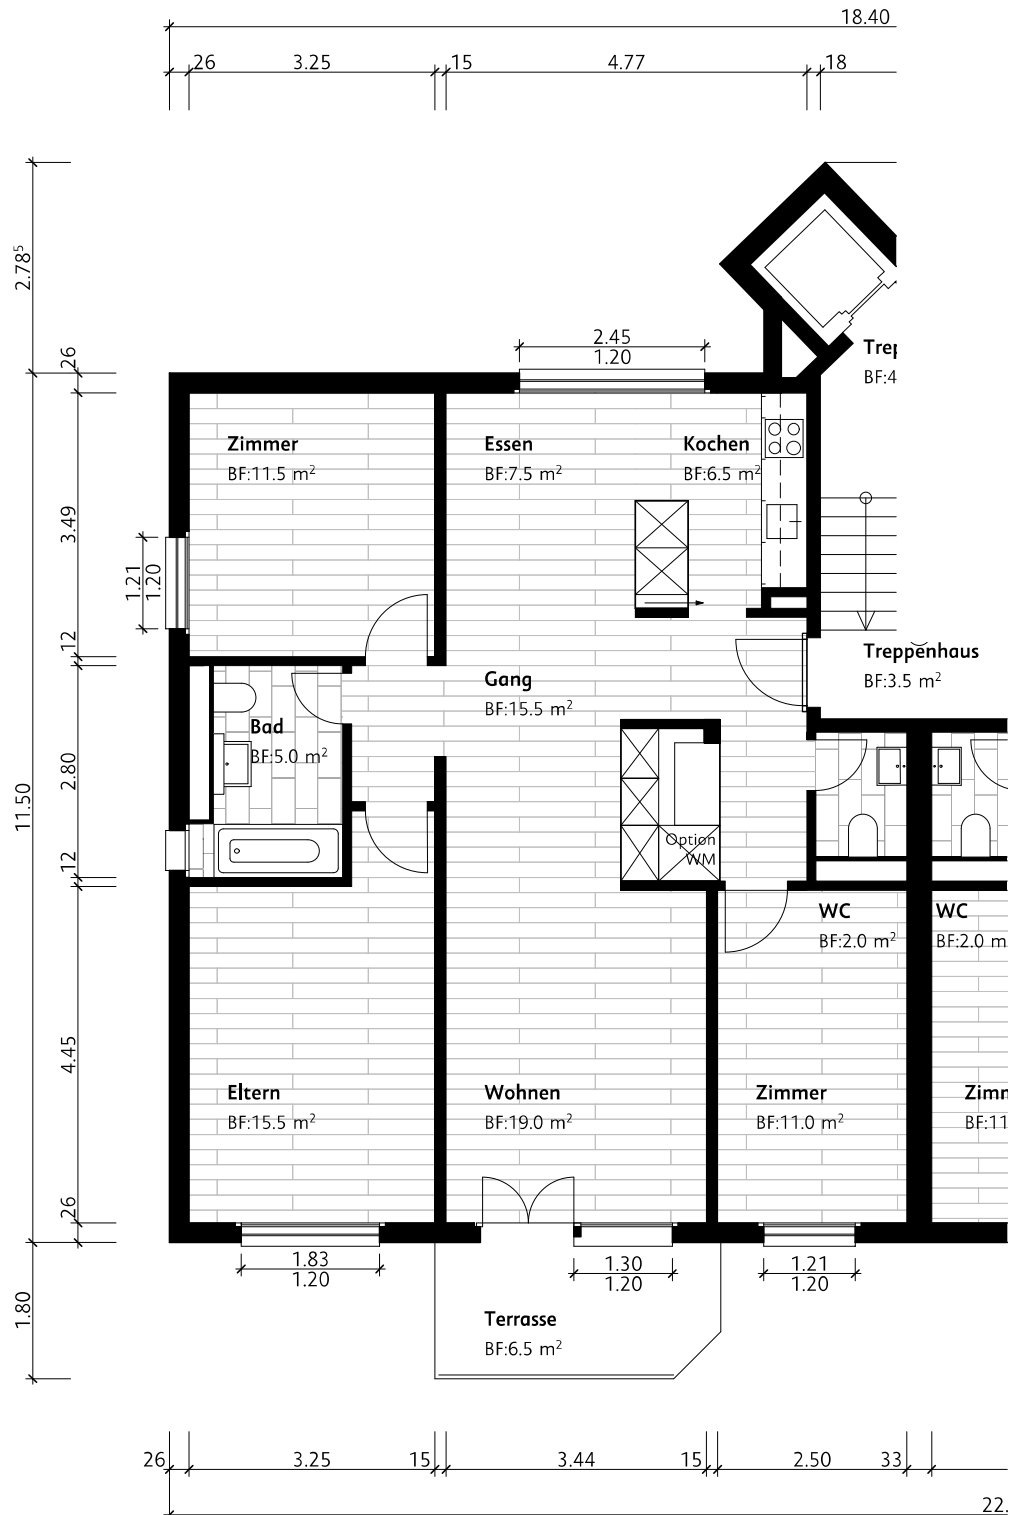 18.40
26 3.25 15 4.77 18
2.78⁵
26
2.45
1.20
Zimmer
BF:11.5 m²
Essen
BF:7.5 m²
Kochen
BF:6.5 m²
BF:4
3.49
1.21
1.20
12
Treppenhaus
BF:3.5 m²
Gang
BF:15.5 m²
Bad
BF:5.0 m²
2.80
11.50
12
Option
WM
WC
BF:2.0 m²
WC
BF:2.0 m
4.45
Eltern
BF:15.5 m²
Wohnen
BF:19.0 m²
Zimmer
BF:11.0 m²
BF:11
26
1.83
1.20
1.30
1.20
1.21
1.20
1.80
Terrasse
BF:6.5 m²
26 3.25 15 3.44 15 2.50 33
22.